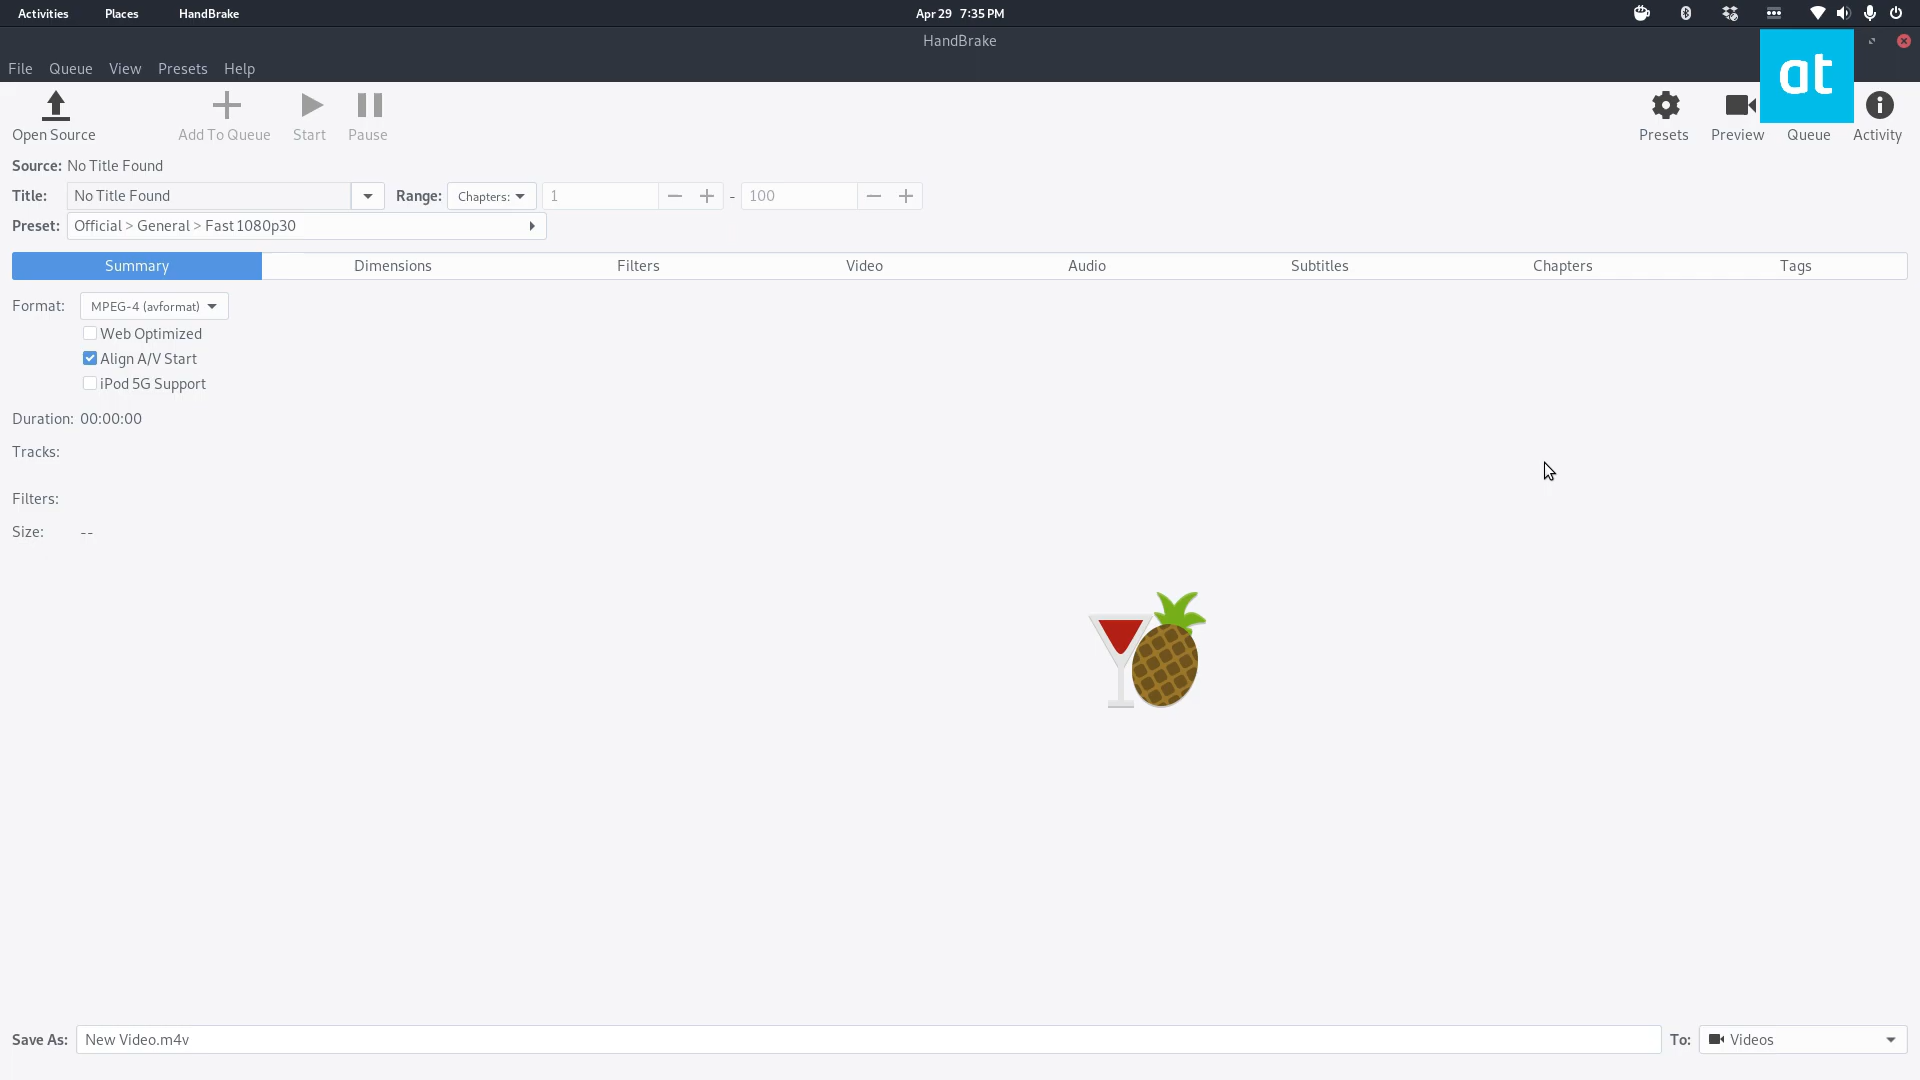 Activities Places HandBrake Apr 29 7:35 PM
HandBrake
File Queue View Presets Help
at
Open Source Add To Queue Start Pause Presets Preview Queue Activity
Source: No Title Found
Title: No Title Found Range: Chapters: 1 - 100
Preset: Official > General > Fast 1080p30
Summary Dimensions Filters Video Audio Subtitles Chapters Tags
Format: MPEG-4 (avformat)
Web Optimized
Align A/V Start
iPod 5G Support
Duration: 00:00:00
Tracks:
Filters:
Size: --
Save As: New Video.m4v To: Videos